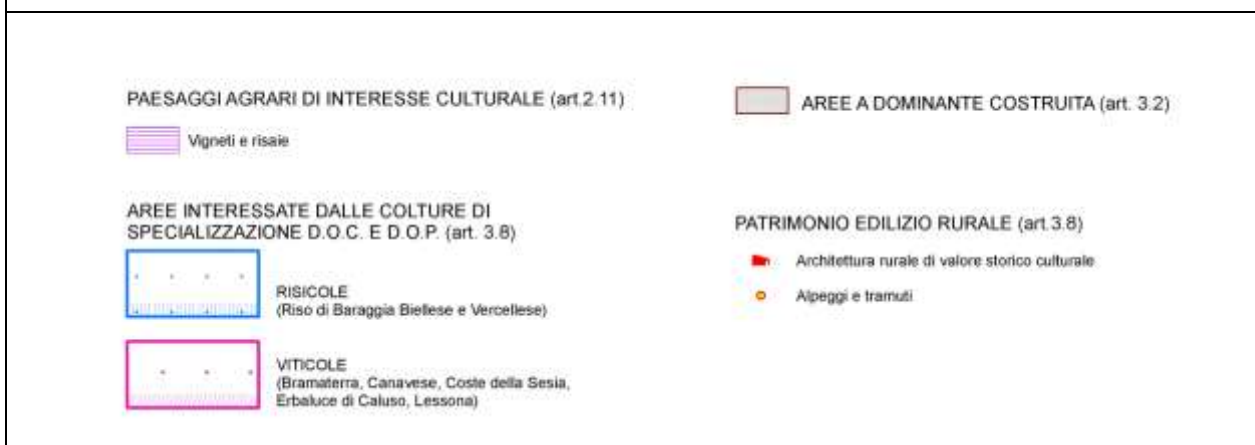 PAESAGGI AGRARI DI INTERESSE CULTURALE (art.2.11)
Vigneti e risaie
AREE INTERESSATE DALLE COLTURE DI
SPECIALIZZAZIONE D.O.C. E D.O.P. (art. 3.8)
RISICOLE
(Riso di Baraggia Biellese e Vercellese)
VITICOLE
(Bramaterra, Canavese, Coste della Sesia,
Erbaluce di Caluso, Lessona)
AREE A DOMINANTE COSTRUITA (art. 3.2)
PATRIMONIO EDILIZIO RURALE (art.3.8)
Architettura rurale di valore storico culturale
Alpeggi e tramuti